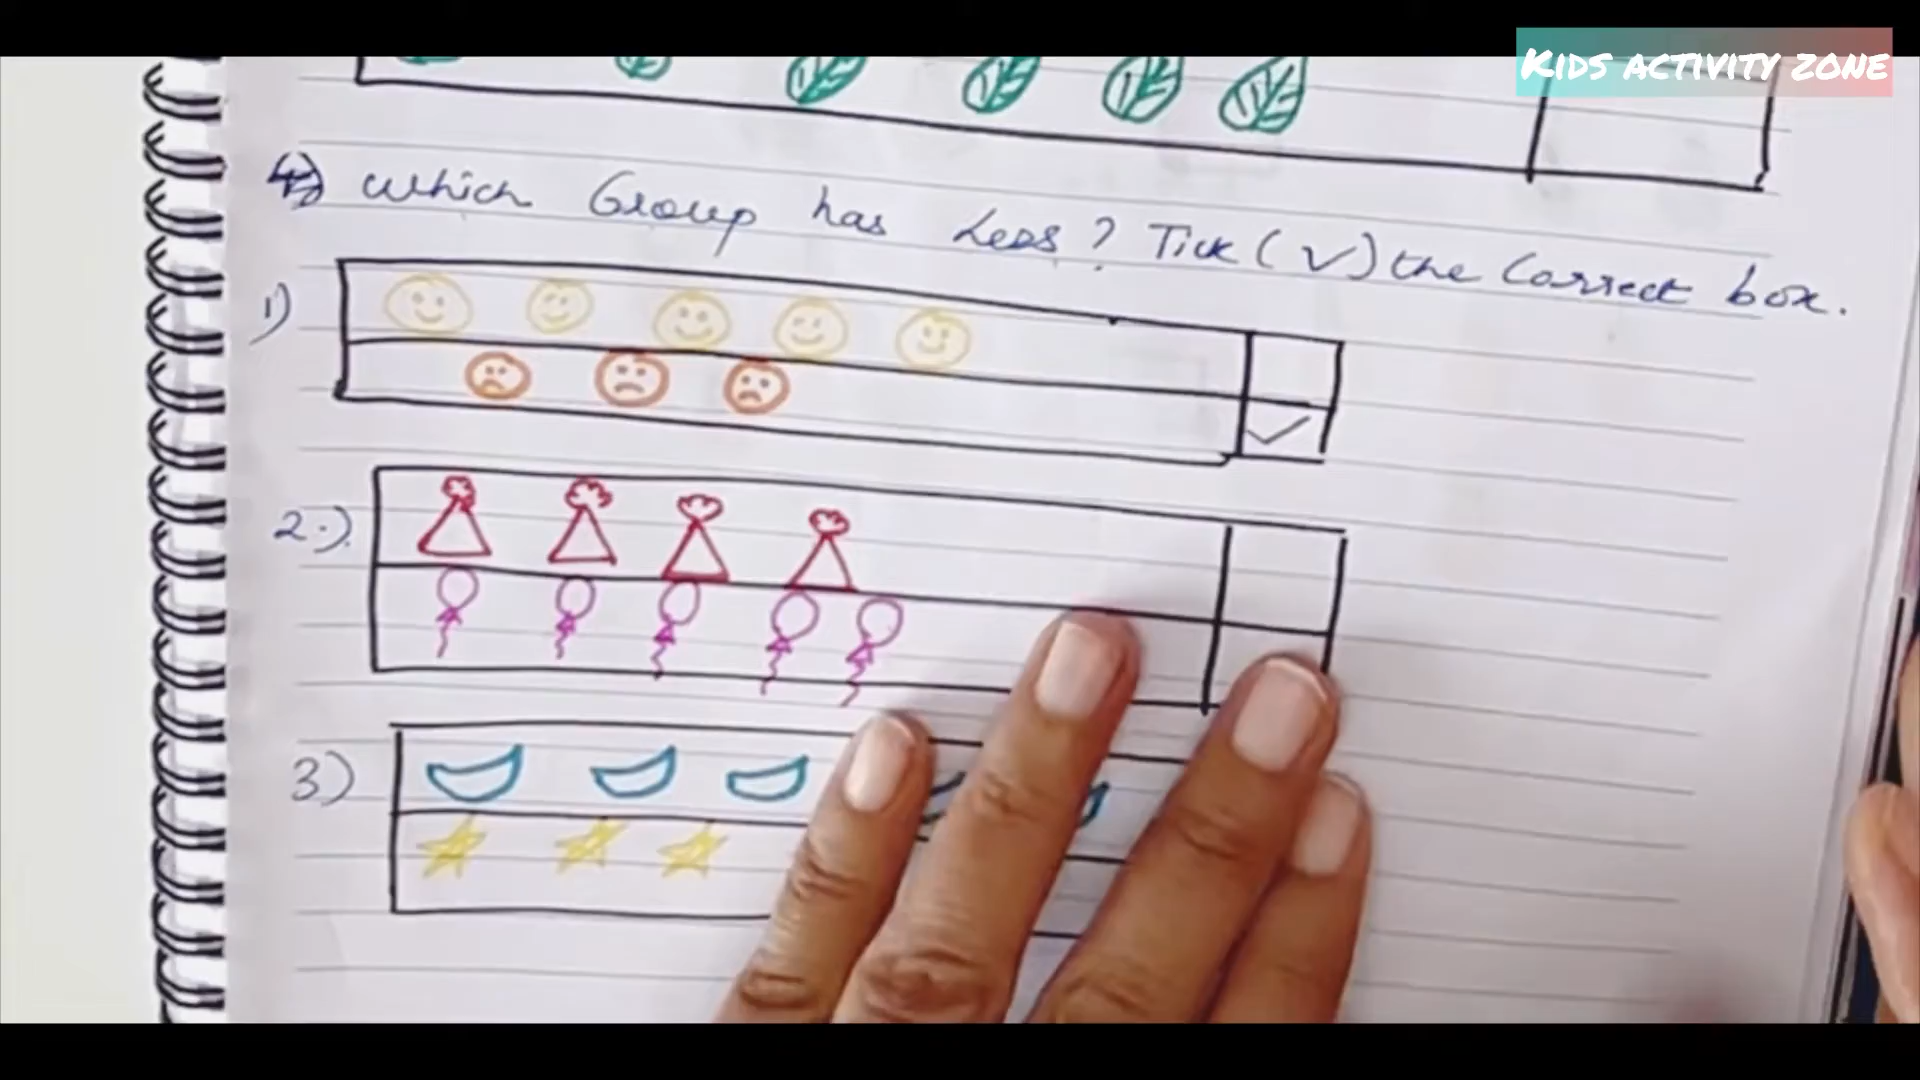 KIDS ACTIVITY ZONE
4) Which Group has Less? Tick (✓) the Correct box.
1)
2.)
3)